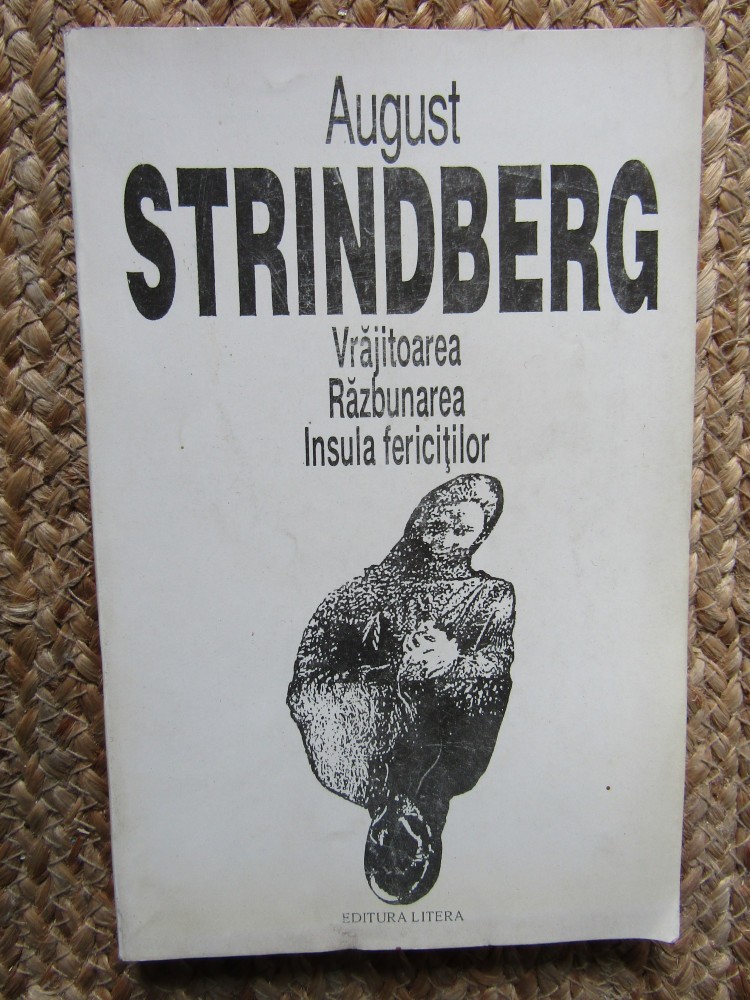 August
STRINDBERG
Vrăjitoarea
Răzbunarea
Insula fericiţilor
EDITURA LITERA